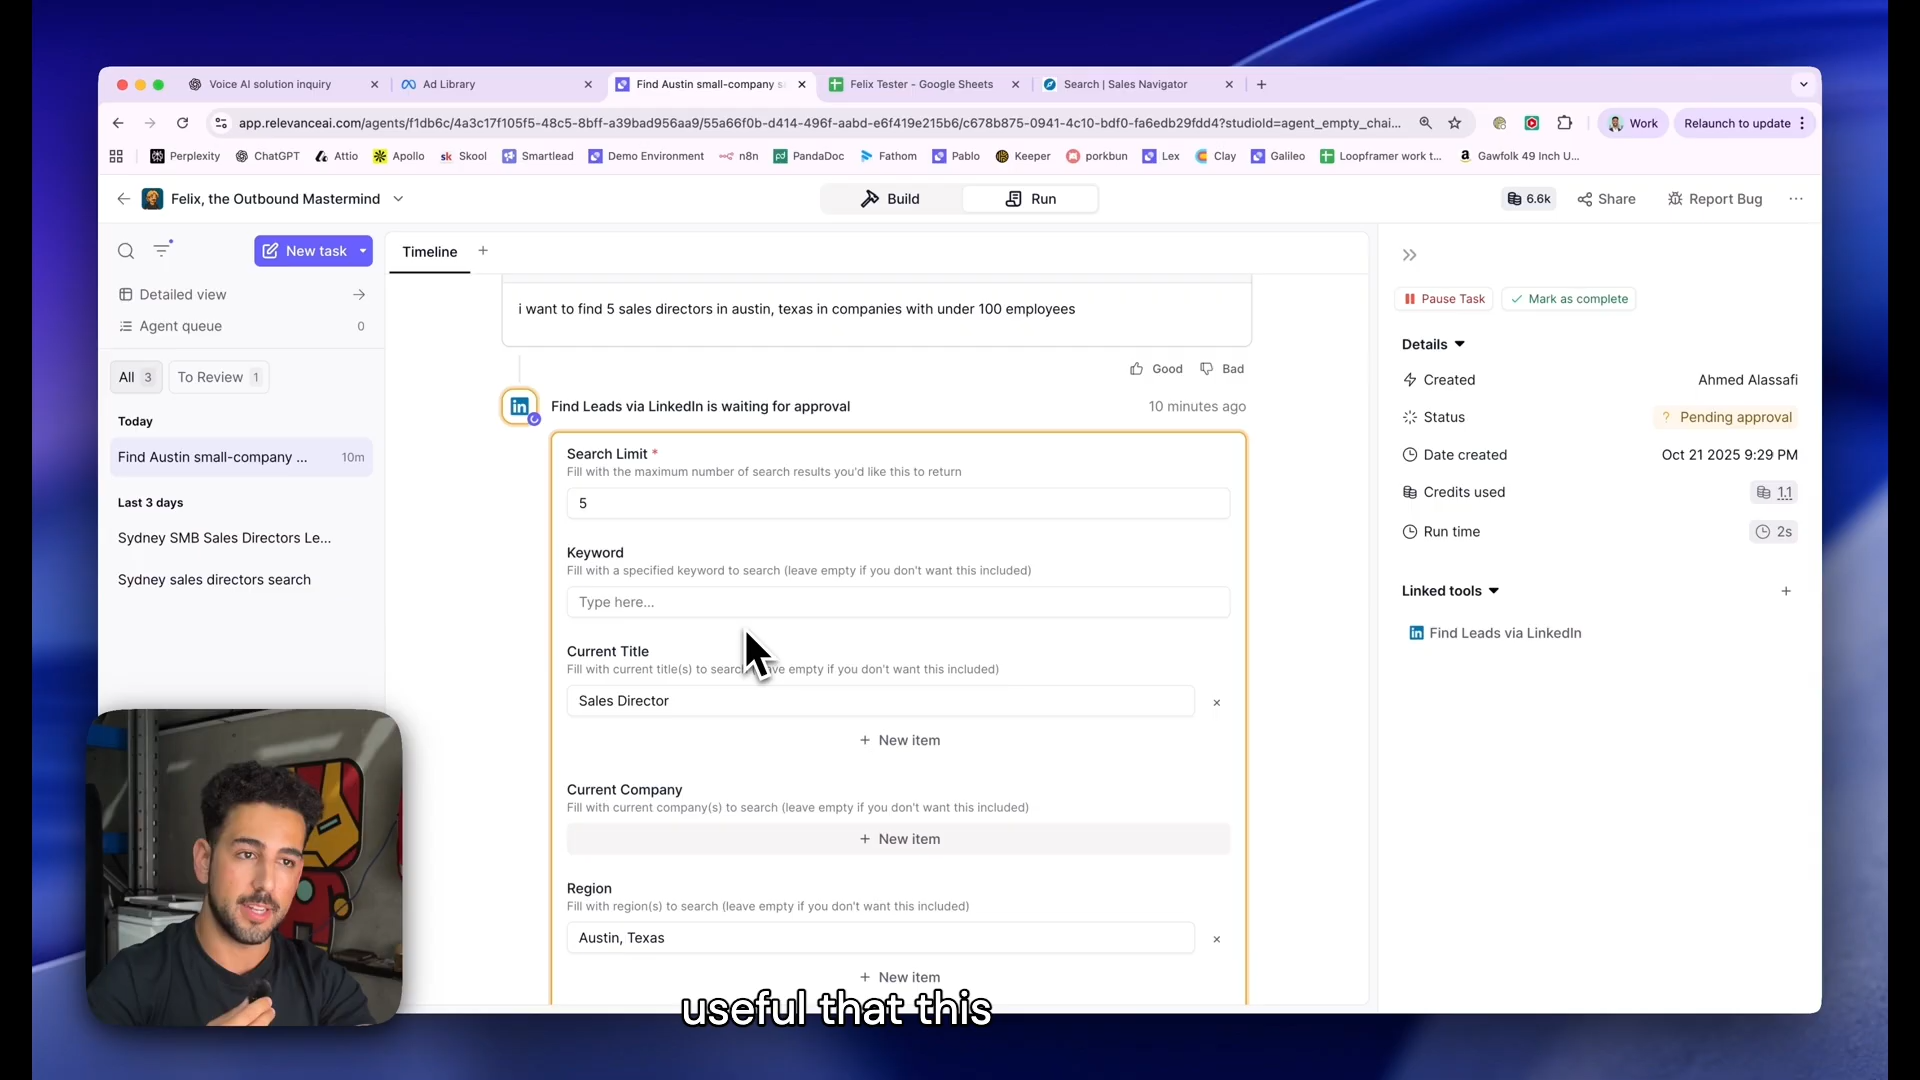 Voice AI solution inquiry
Ad Library
Find Austin small-company s
Felix Tester - Google Sheets
Search | Sales Navigator
app.relevanceai.com/agents/f1db6c/4a3c17f105f5-48c5-8bff-a39bad956aa9/55a66f0b-d414-496f-aabd-e6f419e215b6/c678b875-0941-4c10-bdf0-fa6edb29fdd4?studioId=agent_empty_chai...
Work
Relaunch to update
Perplexity
ChatGPT
Attio
Apollo
sk Skool
Smartlead
Demo Environment
n8n
PandaDoc
Fathom
Pablo
Keeper
porkbun
Lex
Clay
Galileo
Loopframer work t...
Gawfolk 49 Inch U...
Felix, the Outbound Mastermind
Build
Run
6.6k
Share
Report Bug
New task
Timeline
Detailed view
Agent queue 0
All 3
To Review 1
Today
Find Austin small-company ... 10m
Last 3 days
Sydney SMB Sales Directors Le...
Sydney sales directors search
i want to find 5 sales directors in austin, texas in companies with under 100 employees
Good
Bad
Find Leads via LinkedIn is waiting for approval
10 minutes ago
Search Limit *
Fill with the maximum number of search results you'd like this to return
5
Keyword
Fill with a specified keyword to search (leave empty if you don't want this included)
Type here...
Current Title
Fill with current title(s) to search empty if you don't want this included)
Sales Director
+ New item
Current Company
Fill with current company(s) to search (leave empty if you don't want this included)
+ New item
Region
Fill with region(s) to search (leave empty if you don't want this included)
Austin, Texas
+ New item
Pause Task
Mark as complete
Details
Created
Ahmed Alassafi
Status
? Pending approval
Date created
Oct 21 2025 9:29 PM
Credits used
1.1
Run time
2s
Linked tools
Find Leads via LinkedIn
useful that this